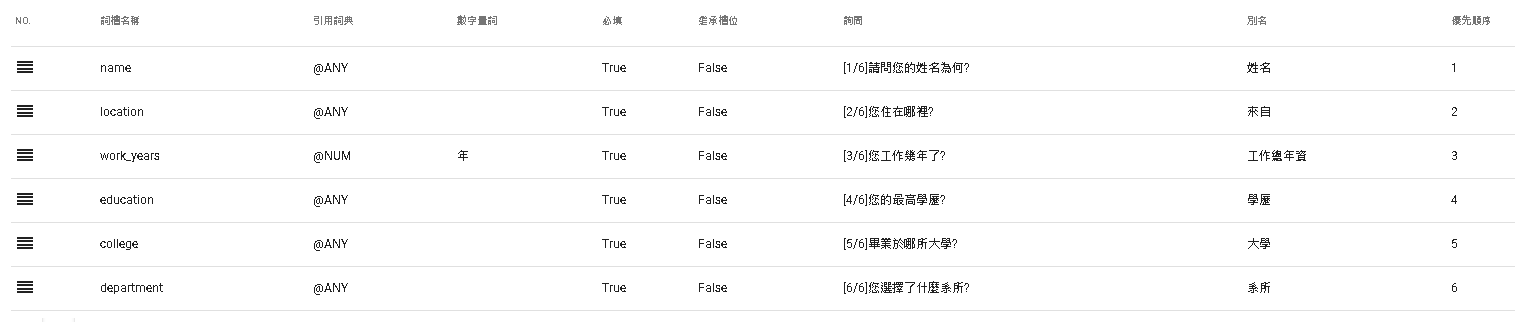 NO. 詞槽名稱 引用詞典 數字量詞 必填 繼承槽位 詢問 別名 優先順序
name @ANY True False [1/6]請問您的姓名為何? 姓名 1
location @ANY True False [2/6]您住在哪裡? 來自 2
work_years @NUM 年 True False [3/6]您工作幾年了? 工作總年資 3
education @ANY True False [4/6]您的最高學歷? 學歷 4
college @ANY True False [5/6]畢業於哪所大學? 大學 5
department @ANY True False [6/6]您選擇了什麼系所? 系所 6